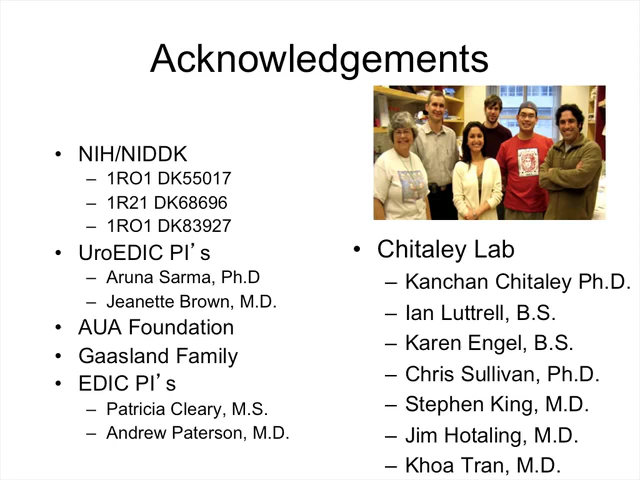 Acknowledgements
• NIH/NIDDK
– 1RO1 DK55017
– 1R21 DK68696
– 1RO1 DK83927
• UroEDIC PI’s
– Aruna Sarma, Ph.D
– Jeanette Brown, M.D.
• AUA Foundation
• Gaasland Family
• EDIC PI’s
– Patricia Cleary, M.S.
– Andrew Paterson, M.D.
• Chitaley Lab
– Kanchan Chitaley Ph.D.
– Ian Luttrell, B.S.
– Karen Engel, B.S.
– Chris Sullivan, Ph.D.
– Stephen King, M.D.
– Jim Hotaling, M.D.
– Khoa Tran, M.D.